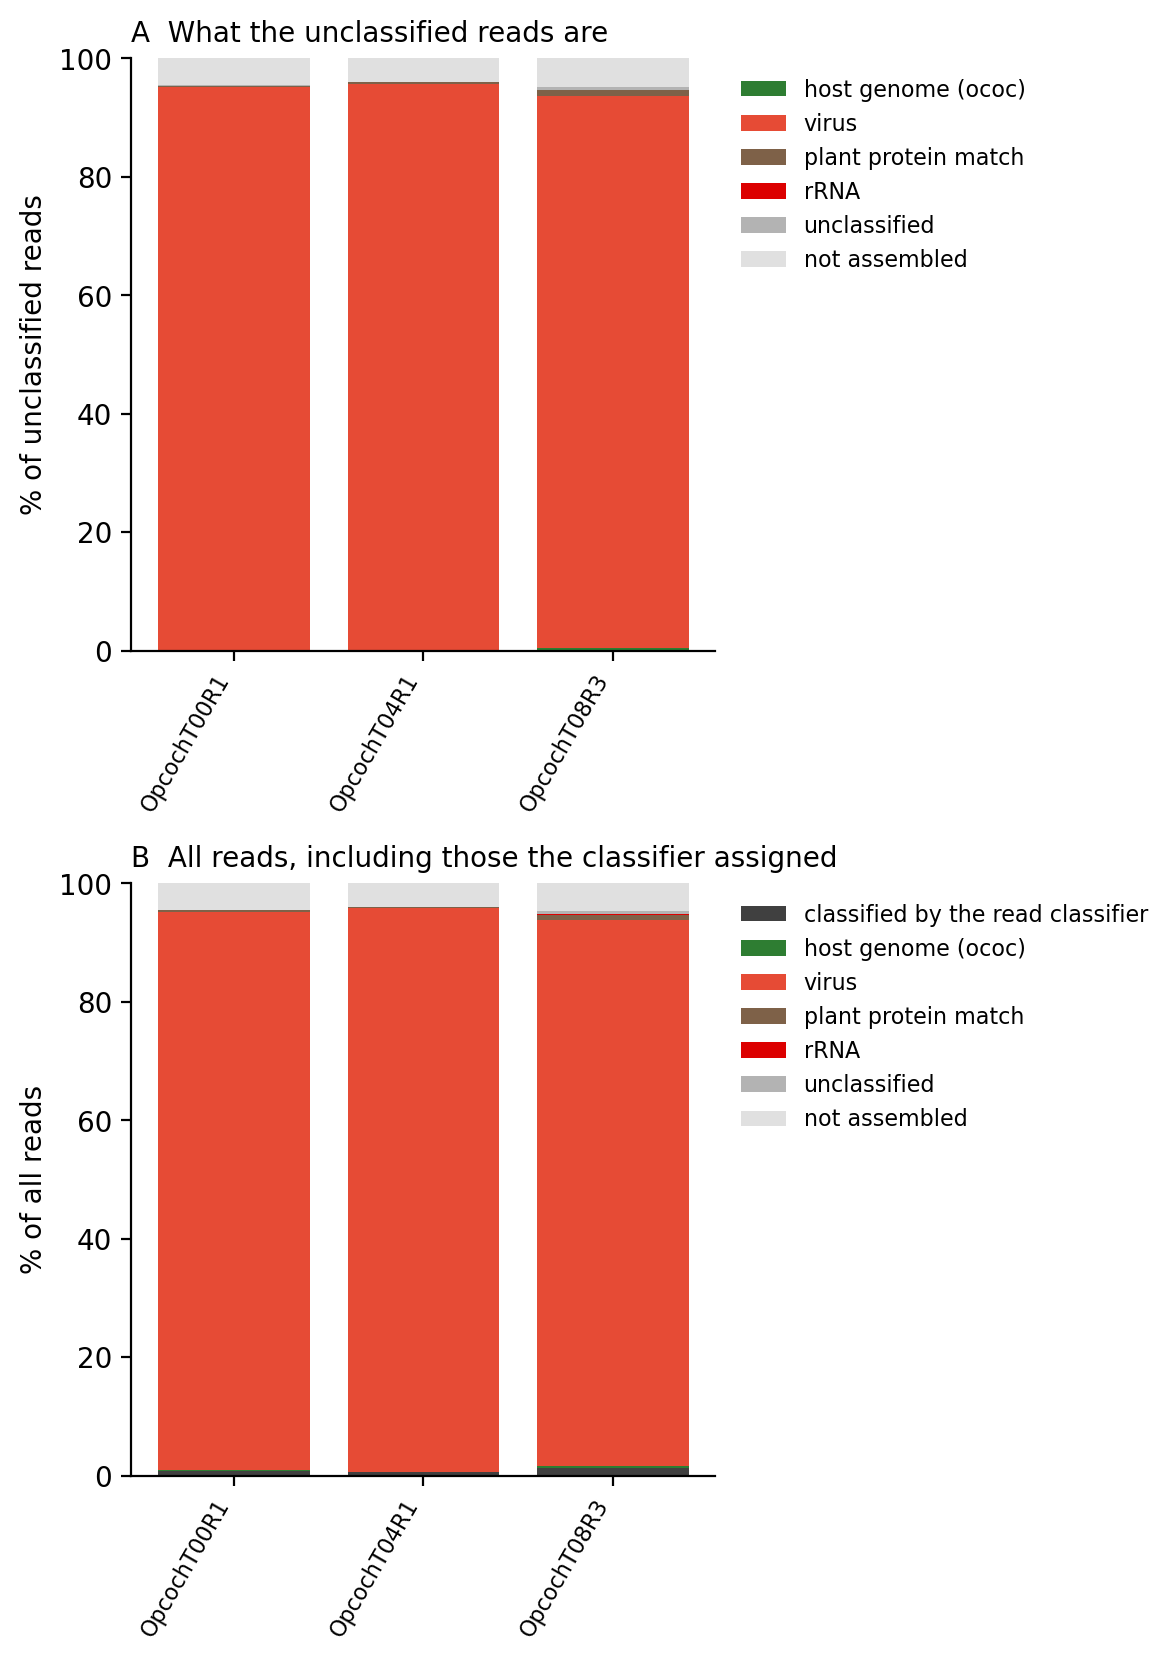 A  What the unclassified reads are
100
80
60
40
20
0
% of unclassified reads
OpcochT00R1
OpcochT04R1
OpcochT08R3
host genome (ococ)
virus
plant protein match
rRNA
unclassified
not assembled
B  All reads, including those the classifier assigned
100
80
60
40
20
0
% of all reads
OpcochT00R1
OpcochT04R1
OpcochT08R3
classified by the read classifier
host genome (ococ)
virus
plant protein match
rRNA
unclassified
not assembled